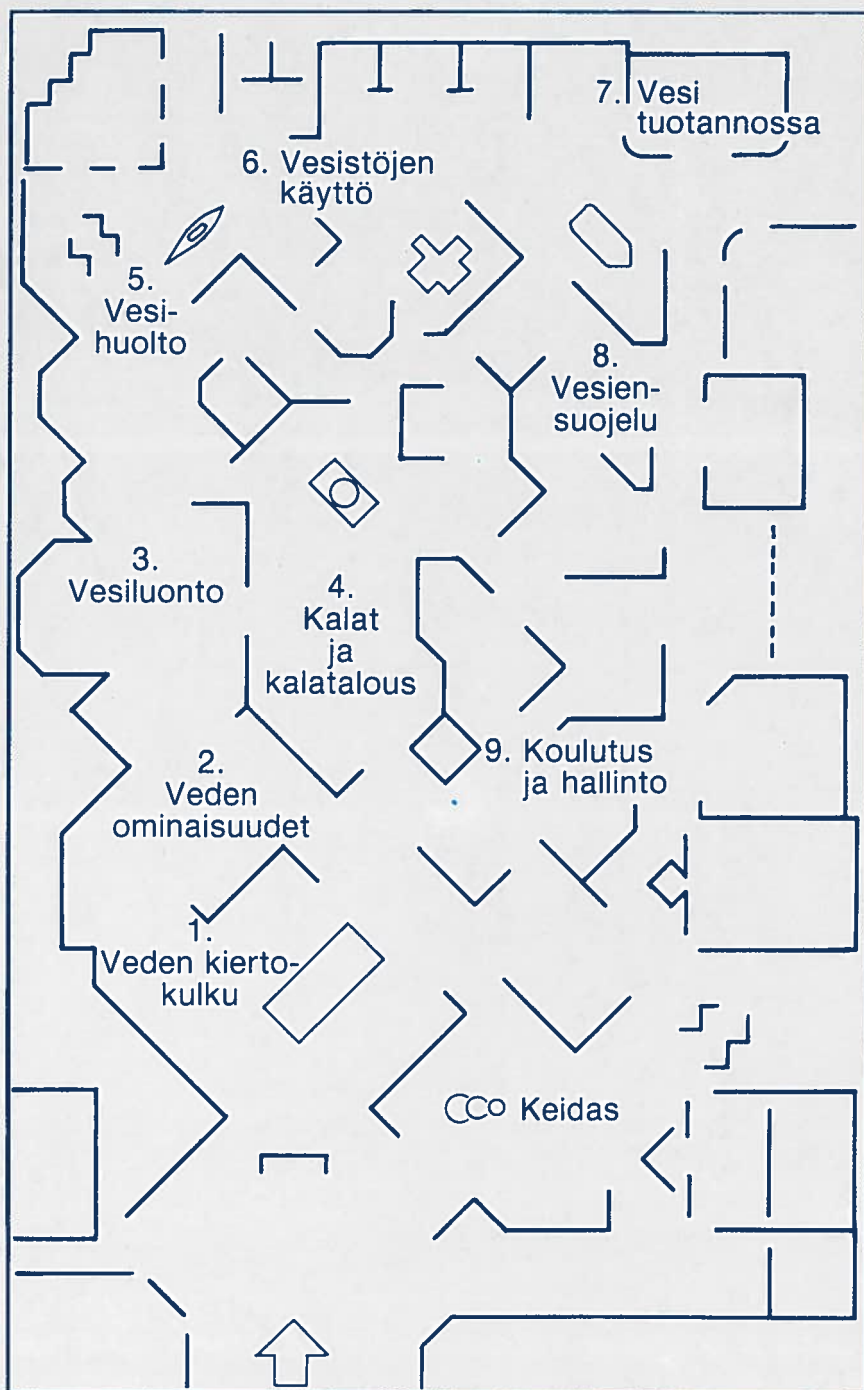 7. Vesi
tuotannossa
6. Vesistöjen
käyttö
5.
Vesi-
huolto
8.
Vesien-
suojelu
3.
Vesiluonto
4.
Kalat
ja
kalatalous
2.
Veden
ominaisuudet
9. Koulutus
ja hallinto
1.
Veden kierto-
kulku
Keidas